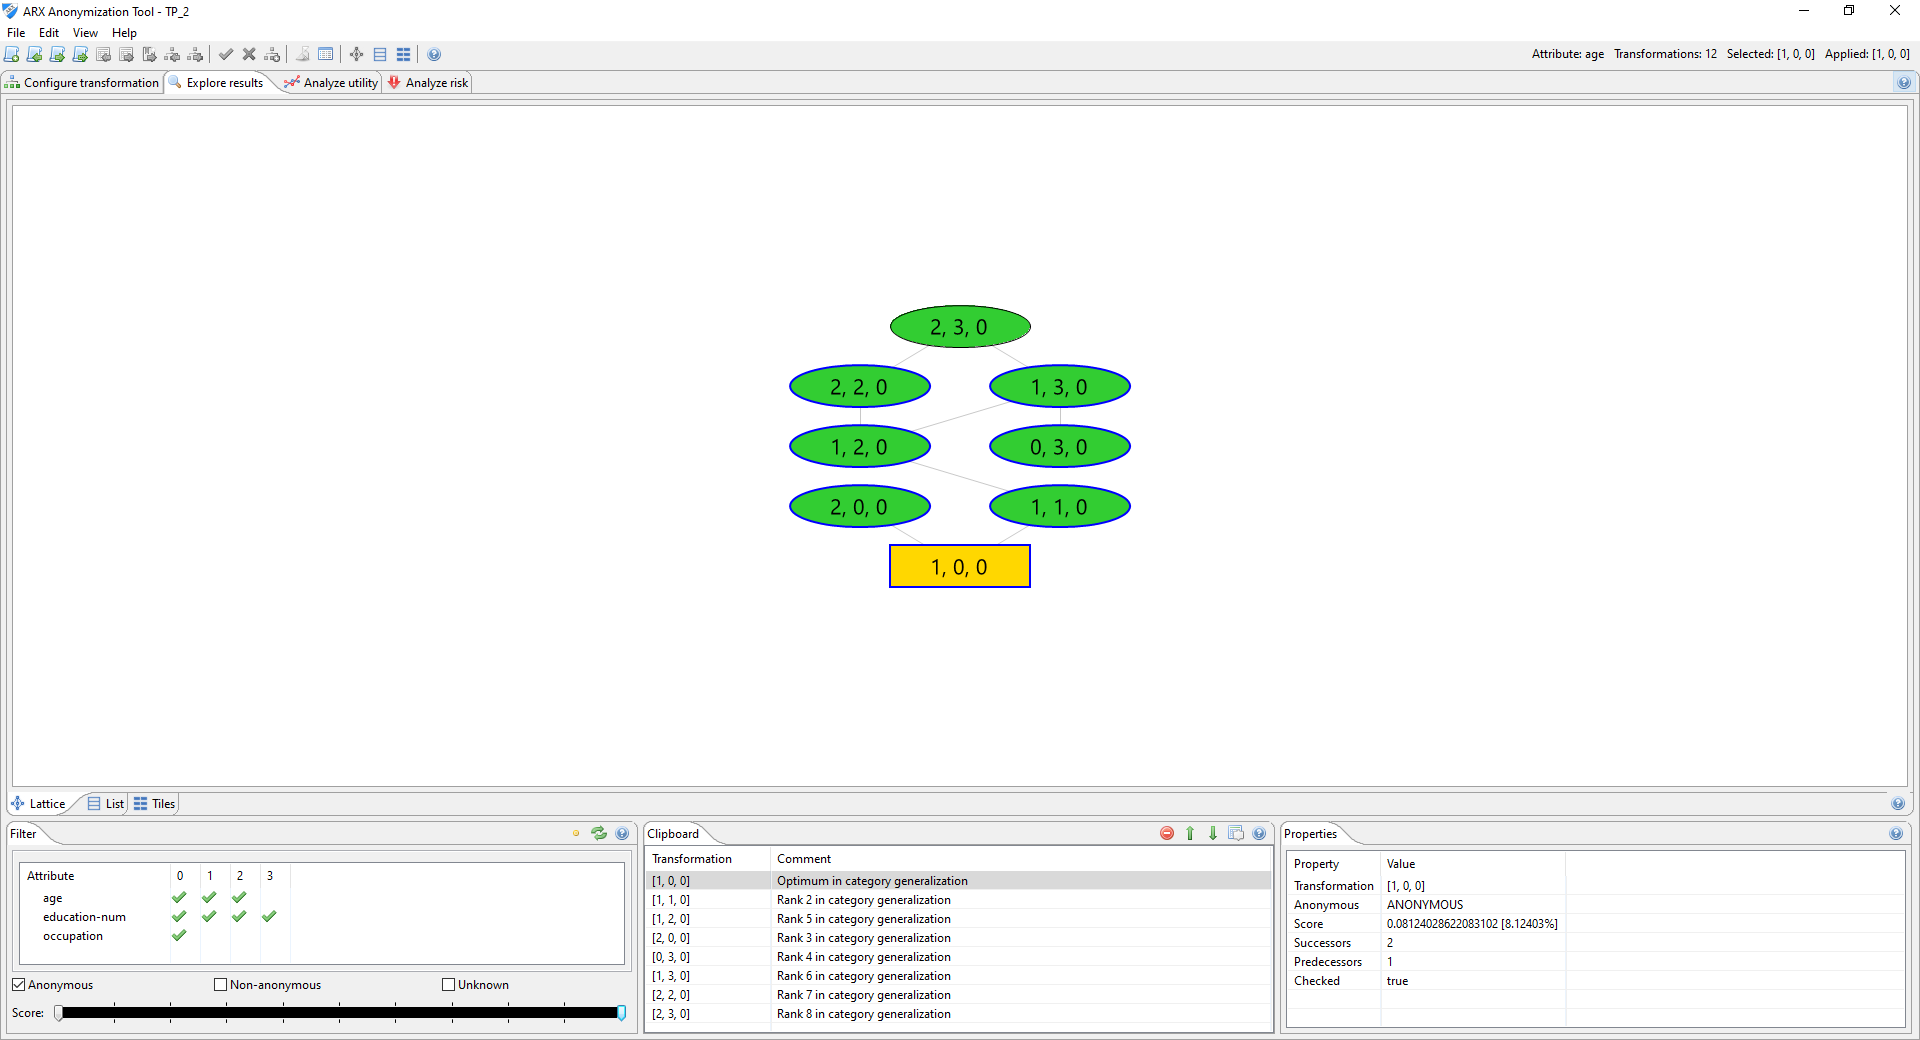 ARX Anonymization Tool - TP_2
File Edit View Help
Attribute: age Transformations: 12 Selected: [1, 0, 0] Applied: [1, 0, 0]
Configure transformation Explore results Analyze utility Analyze risk
2, 3, 0
2, 2, 0 1, 3, 0
1, 2, 0 0, 3, 0
2, 0, 0 1, 1, 0
1, 0, 0
Lattice List Tiles
Filter
Attribute 0 1 2 3
age
education-num
occupation
Anonymous Non-anonymous Unknown
Score:
Clipboard
Transformation Comment
[1, 0, 0] Optimum in category generalization
[1, 1, 0] Rank 2 in category generalization
[1, 2, 0] Rank 5 in category generalization
[2, 0, 0] Rank 3 in category generalization
[0, 3, 0] Rank 4 in category generalization
[1, 3, 0] Rank 6 in category generalization
[2, 2, 0] Rank 7 in category generalization
[2, 3, 0] Rank 8 in category generalization
Properties
Property Value
Transformation [1, 0, 0]
Anonymous ANONYMOUS
Score 0.08124028622083102 [8.12403%]
Successors 2
Predecessors 1
Checked true